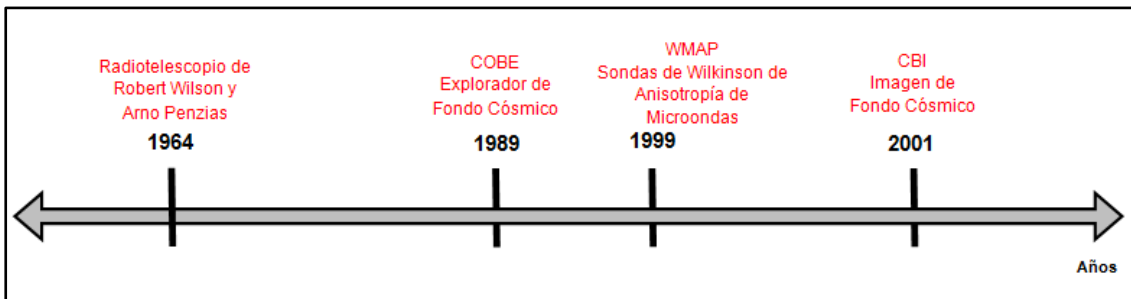 Radiotelescopio de
Robert Wilson y
Arno Penzias
1964
COBE
Explorador de
Fondo Cósmico
1989
WMAP
Sondas de Wilkinson de
Anisotropía de
Microondas
1999
CBI
Imagen de
Fondo Cósmico
2001
Años